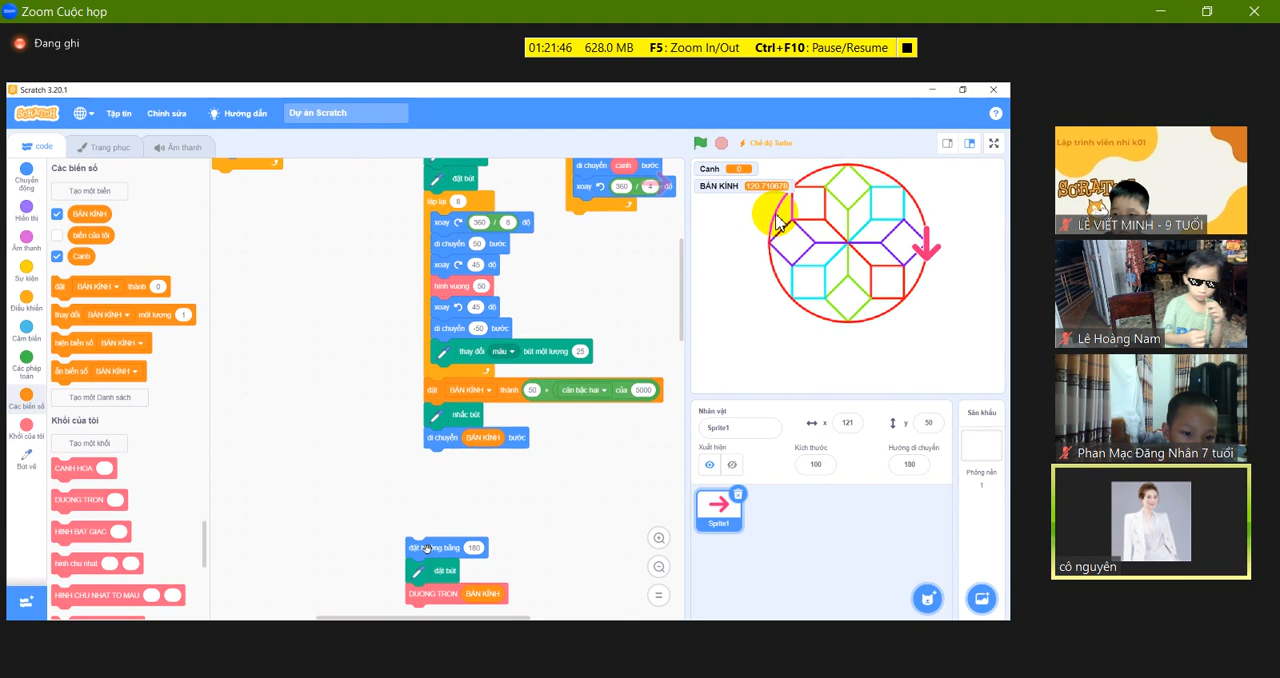 Zoom Cuộc họp
Đang ghi
01:21:46 628.0 MB F5: Zoom In/Out Ctrl+F10: Pause/Resume
Scratch 3.20.1
SCRATCH Tập tin Chỉnh sửa Hướng dẫn Dự án Scratch
code Trang phục Âm thanh
Chế độ Turbo
Chuyển động
Hiển thị
Âm thanh
Sự kiện
Điều khiển
Cảm biến
Các phép toán
Các biến số
Khối của tôi
Bút vẽ
Các biến số
Tạo một biến
BÁN KÍNH
biến của tôi
Canh
đặt BÁN KÍNH thành 0
thay đổi BÁN KÍNH một lượng 1
hiện biến số BÁN KÍNH
ẩn biến số BÁN KÍNH
Tạo một Danh sách
Khối của tôi
Tạo một khối
CANH HOA
DUONG TRON
HINH BAT GIAC
hinh chu nhat
HINH CHU NHAT TO MAU
đặt bút
lặp lại 8
xoay 360 / 8 độ
di chuyển 50 bước
xoay 45 độ
hinh vuong 50
xoay 45 độ
di chuyển -50 bước
thay đổi màu bút một lượng 25
đặt BÁN KÍNH thành 50 + căn bậc hai của 5000
nhấc bút
di chuyển BÁN KÍNH bước
di chuyển canh bước
xoay 360 / 4 độ
đặt hướng bằng 180
đặt bút
DUONG TRON BÁN KÍNH
Canh 0
BÁN KÍNH 120.710678
Nhân vật
Sprite1
x 121
y 50
Xuất hiện
Kích thước
100
Hướng di chuyển
180
Sprite1
Sân khấu
Phông nền
1
Lập trình viên nhí k01
SCRATCH
LÊ VIẾT MINH - 9 TUỔI
Lê Hoàng Nam
Phan Mạc Đăng Nhân 7 tuổi
cô nguyên